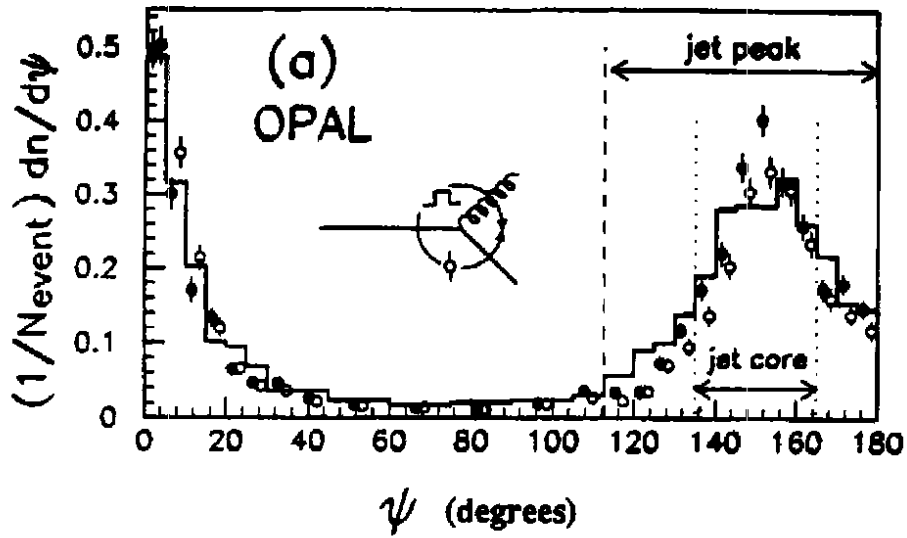 (1/Nevent) dn/dψ
0.5
0.4
0.3
0.2
0.1
0
(a)
OPAL
jet peak
jet core
0 20 40 60 80 100 120 140 160 180
ψ (degrees)